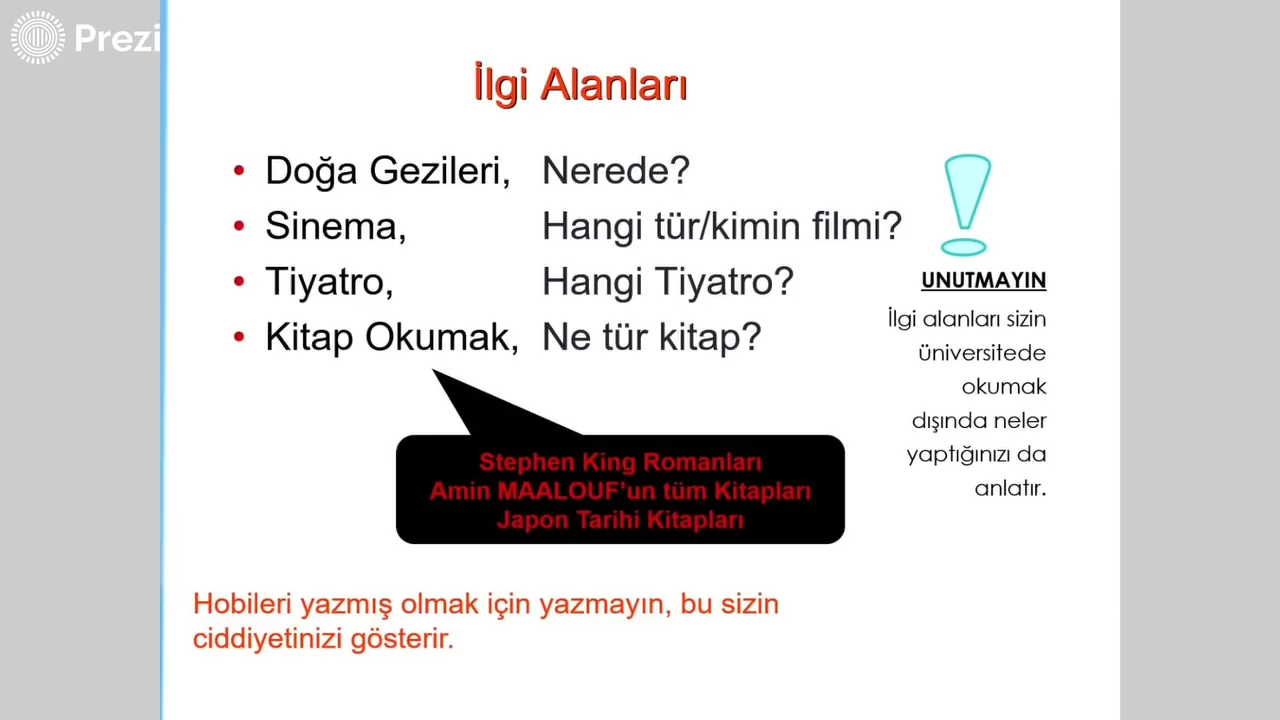 Prezi
İlgi Alanları
• Doğa Gezileri, Nerede?
• Sinema, Hangi tür/kimin filmi?
• Tiyatro, Hangi Tiyatro?
• Kitap Okumak, Ne tür kitap?
Stephen King Romanları
Amin MAALOUF’un tüm Kitapları
Japon Tarihi Kitapları
UNUTMAYIN
İlgi alanları sizin
üniversitede
okumak
dışında neler
yaptığınızı da
anlatır.
Hobileri yazmış olmak için yazmayın, bu sizin
ciddiyetinizi gösterir.